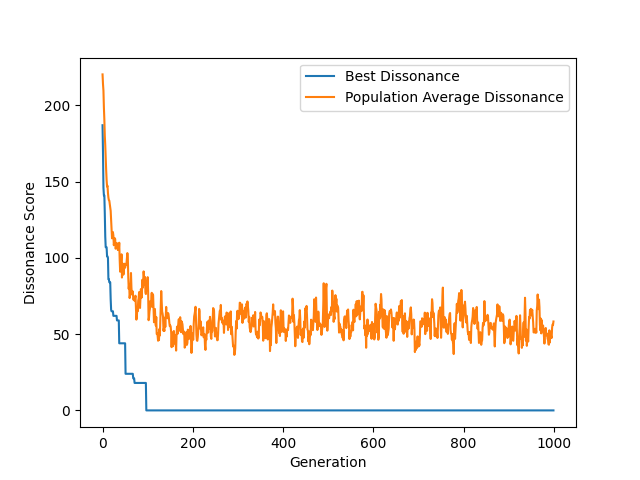 Best Dissonance
Population Average Dissonance
Dissonance Score
200
150
100
50
0
0 200 400 600 800 1000
Generation